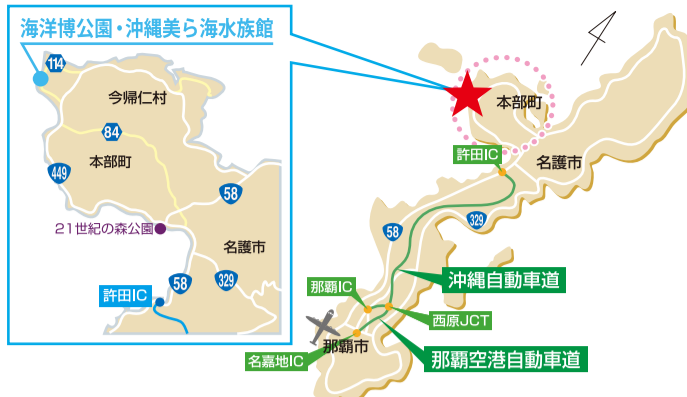 海洋博公園・沖縄美ら海水族館
114
今帰仁村
84
本部町
449
58
21世紀の森公園
名護市
58
329
許田IC
本部町
許田IC
名護市
329
58
沖縄自動車道
那覇IC
西原JCT
那覇市
名嘉地IC
那覇空港自動車道